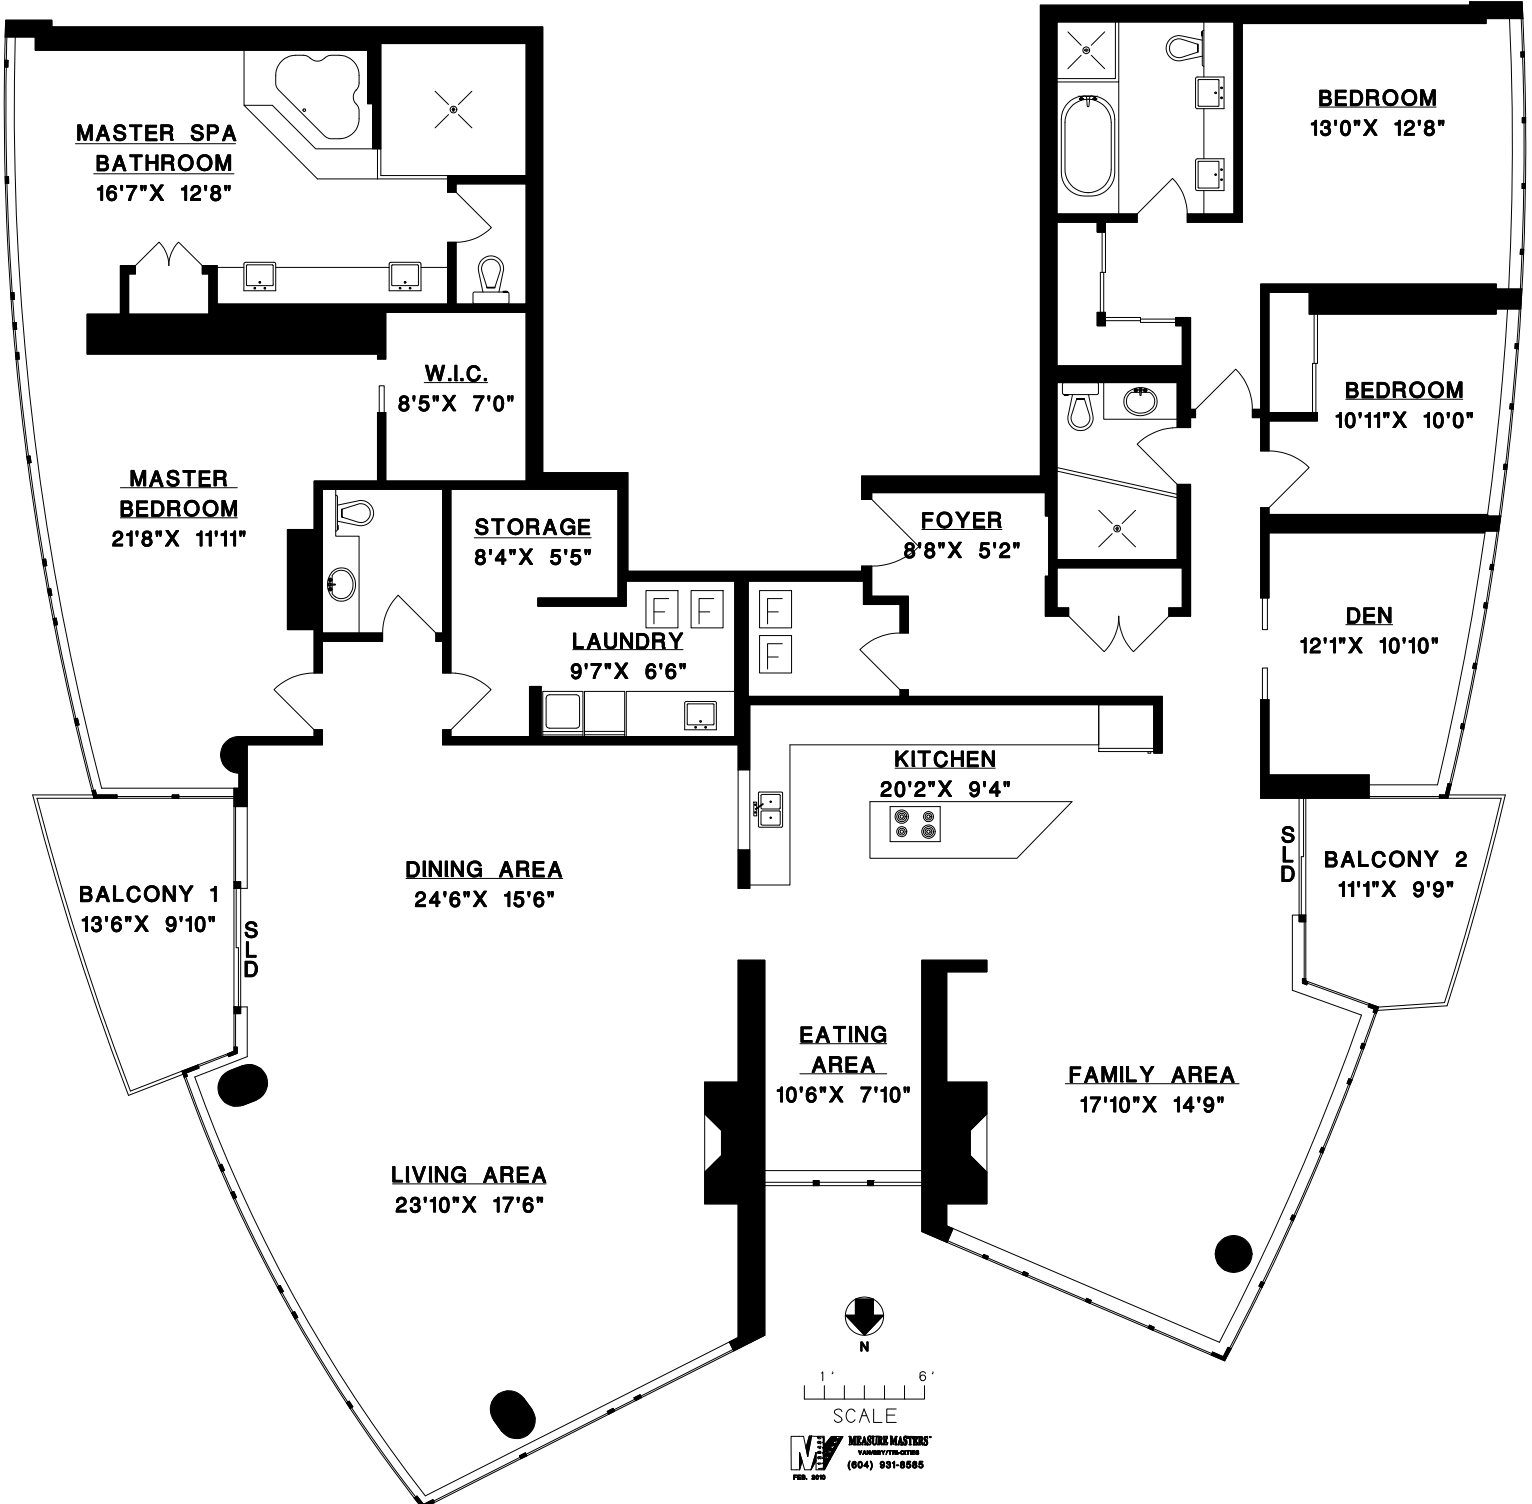 MASTER SPA
BATHROOM
16'7"X 12'8"
BEDROOM
13'0"X 12'8"
W.I.C.
8'5"X 7'0"
BEDROOM
10'11"X 10'0"
MASTER
BEDROOM
21'8"X 11'11"
STORAGE
8'4"X 5'5"
FOYER
8'8"X 5'2"
F
F
F
F
LAUNDRY
9'7"X 6'6"
DEN
12'1"X 10'10"
KITCHEN
20'2"X 9'4"
DINING AREA
24'6"X 15'6"
BALCONY 1
13'6"X 9'10"
SLD
SLD
BALCONY 2
11'1"X 9'9"
EATING
AREA
10'6"X 7'10"
FAMILY AREA
17'10"X 14'9"
LIVING AREA
23'10"X 17'6"
N
1' 6'
SCALE
MEASURE MASTERS
(604) 931-8585
FEB. 2010